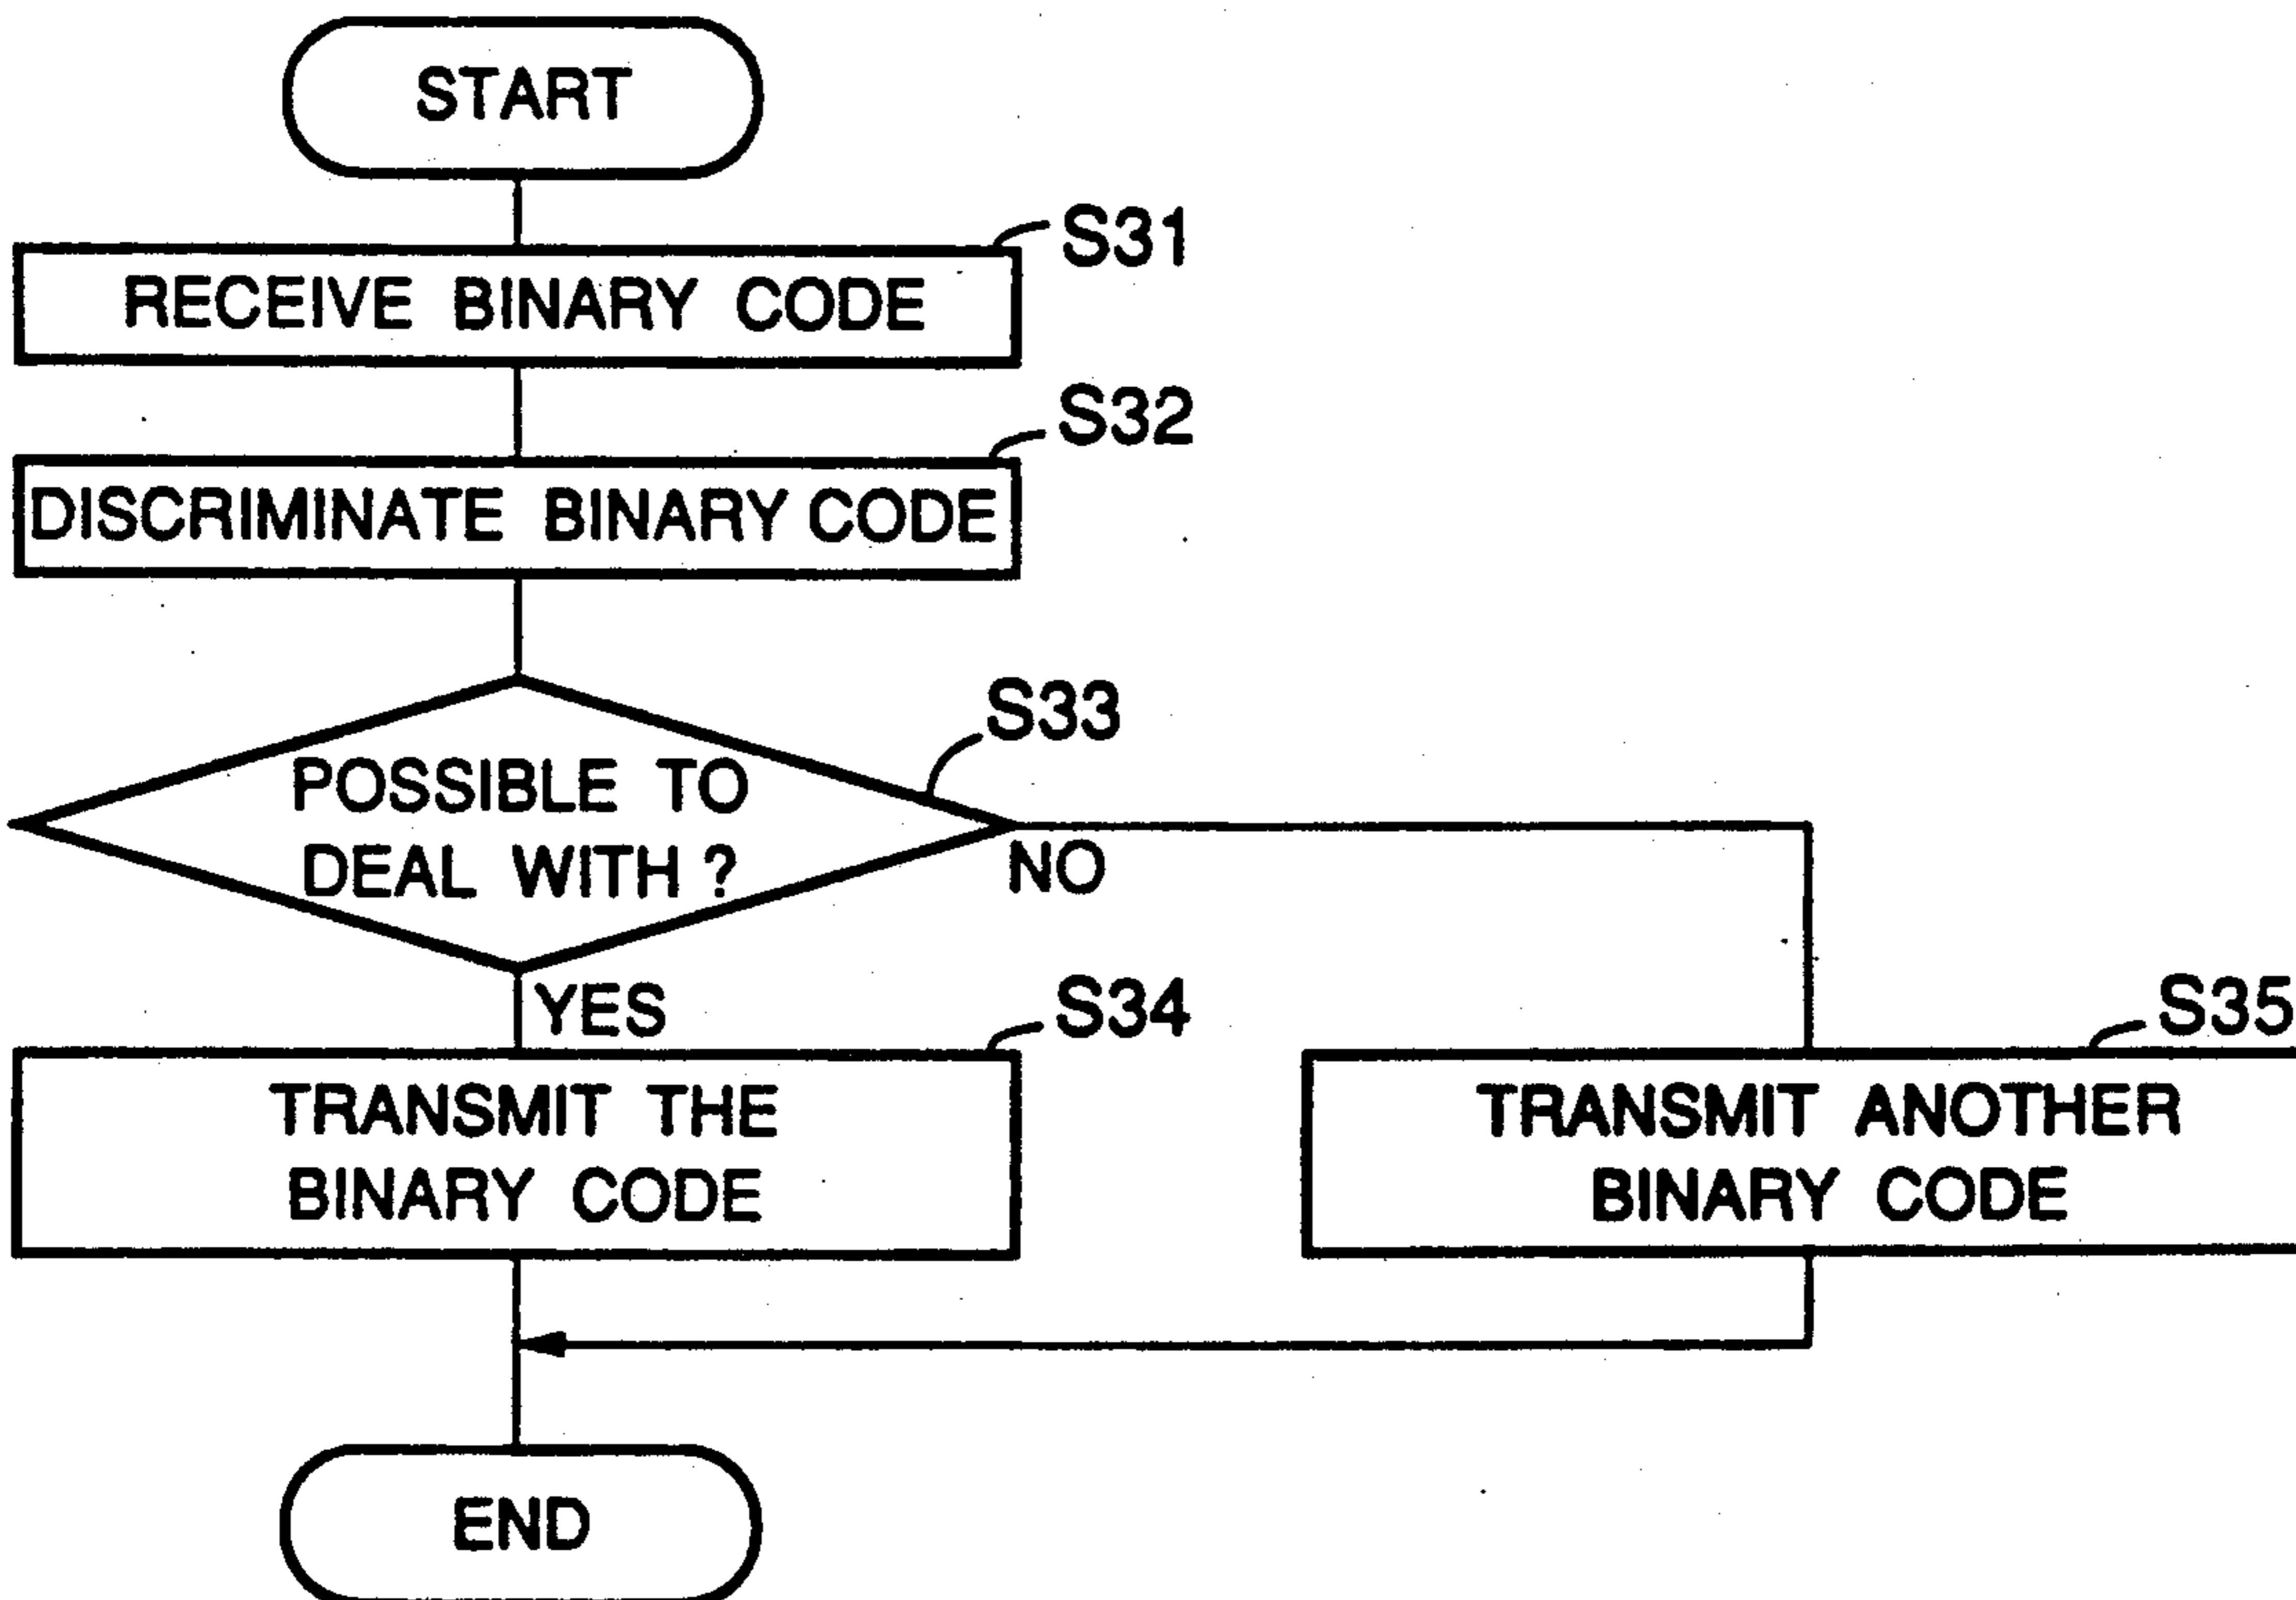 START
S31
RECEIVE BINARY CODE
S32
DISCRIMINATE BINARY CODE
S33
POSSIBLE TO
DEAL WITH ?
NO
YES
S34
TRANSMIT THE
BINARY CODE
S35
TRANSMIT ANOTHER
BINARY CODE
END